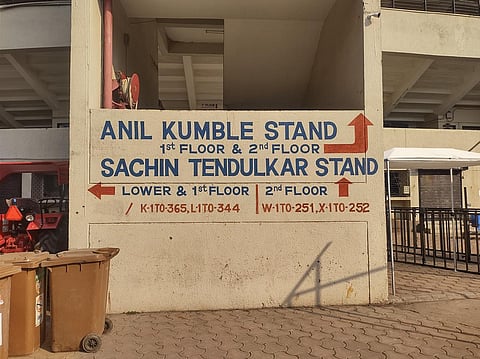 ANIL KUMBLE STAND
1st FLOOR & 2nd FLOOR
SACHIN TENDULKAR STAND
LOWER & 1st FLOOR | 2nd FLOOR
/ K-1TO-365,L-1TO-344 | W-1TO-251,X-1TO-252